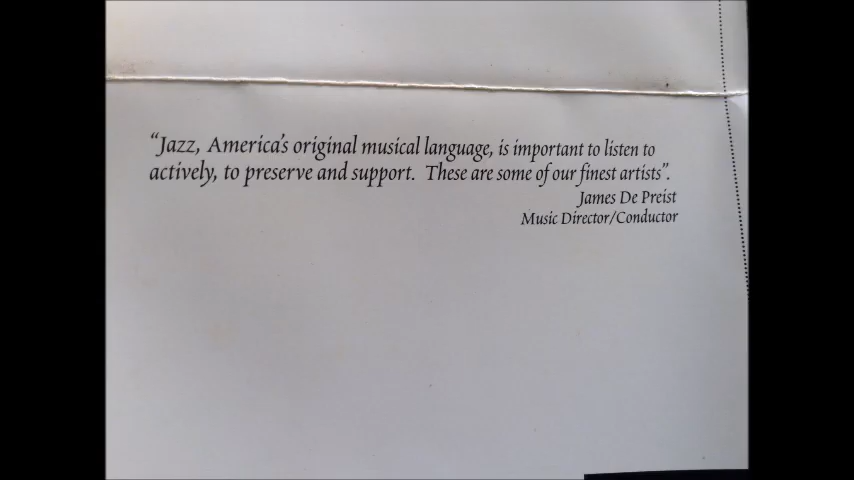 “Jazz, America's original musical language, is important to listen to
actively, to preserve and support. These are some of our finest artists”.
James De Preist
Music Director/Conductor